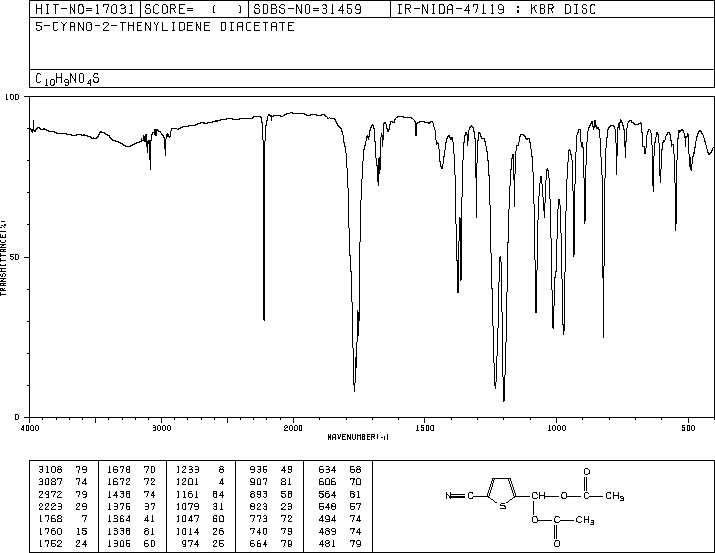 HIT-NO=17031 SCORE= ( ) SDBS-NO=31459 IR-NIDA-47119 : KBR DISC
5-CYANO-2-THENYLIDENE DIACETATE
C10H9NO4S
100
50
0
TRANSMITTANCE(%)
4000 3000 2000 1500 1000 500
WAVENUMBER(-1)
3108 79 1678 70 1233 8 936 49 634 68
3087 74 1672 72 1201 4 907 81 606 70
2972 79 1438 74 1161 64 893 58 564 81
2223 29 1375 37 1079 31 823 23 548 57
1768 7 1364 41 1047 60 773 72 494 74
1760 15 1338 81 1014 26 740 79 489 74
1752 24 1306 60 974 25 664 79 481 79
N C S CH O C CH3
O
O C CH3
O